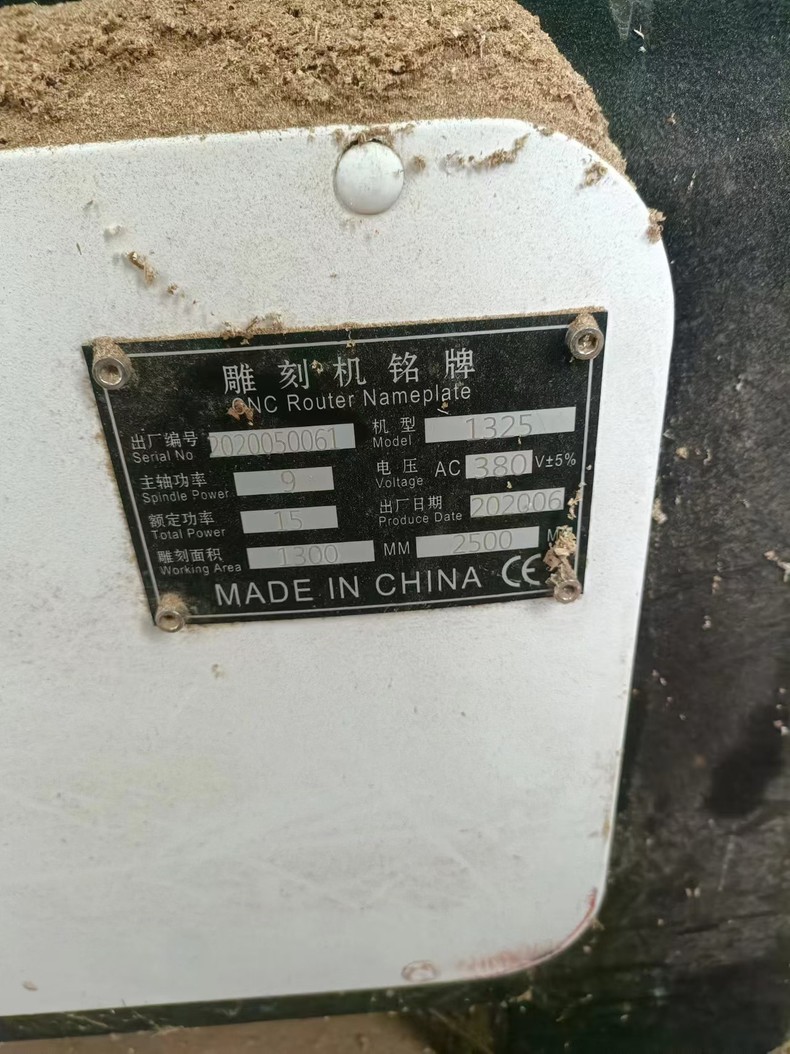 雕刻机铭牌
CNC Router Nameplate
出厂编号 2020050061 机型 1325
Serial No Model
主轴功率 9 电压 AC 380 V±5%
Spindle Power Voltage
额定功率 15 出厂日期 202006
Total Power Produce Date
雕刻面积 1300 MM 2500
Working Area
MADE IN CHINA CE